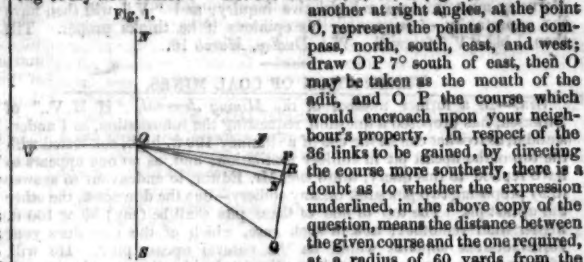 Fig. 1.
N
O
V
F
P
R
E
Q
S
another at right angles, at the point
O, represent the points of the com-
pass, north, south, east, and west;
draw O P 7° south of east, then O
may be taken as the mouth of the
adit, and O P the course which
would encroach upon your neigh-
bour's property. In respect of the
36 links to be gained, by directing
the course more southerly, there is a
doubt as to whether the expression
underlined, in the above copy of the
question, means the distance between
the given course and the one required,
at a radius of 60 yards from the